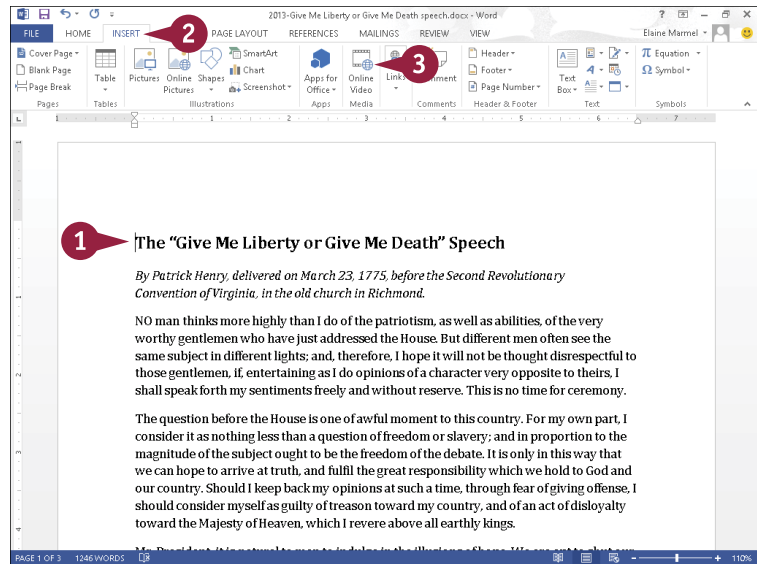 2013-Give Me Liberty or Give Me Death speech.docx - Word
FILE HOME INSERT PAGE LAYOUT REFERENCES MAILINGS REVIEW VIEW Elaine Marmel
2
Cover Page
Blank Page
Page Break
Pages
Table
Tables
Pictures
Online Pictures
Shapes
SmartArt
Chart
Screenshot
Illustrations
Apps for Office
Apps
Online Video
Media
3
Links
Comments
Header
Footer
Page Number
Header & Footer
Text Box
Text
π Equation
Ω Symbol
Symbols
1 1 2 3 4 5 6 7
1
The “Give Me Liberty or Give Me Death” Speech
By Patrick Henry, delivered on March 23, 1775, before the Second Revolutionary
Convention of Virginia, in the old church in Richmond.
NO man thinks more highly than I do of the patriotism, as well as abilities, of the very
worthy gentlemen who have just addressed the House. But different men often see the
same subject in different lights; and, therefore, I hope it will not be thought disrespectful to
those gentlemen, if, entertaining as I do opinions of a character very opposite to theirs, I
shall speak forth my sentiments freely and without reserve. This is no time for ceremony.
The question before the House is one of awful moment to this country. For my own part, I
consider it as nothing less than a question of freedom or slavery; and in proportion to the
magnitude of the subject ought to be the freedom of the debate. It is only in this way that
we can hope to arrive at truth, and fulfil the great responsibility which we hold to God and
our country. Should I keep back my opinions at such a time, through fear of giving offense, I
should consider myself as guilty of treason toward my country, and of an act of disloyalty
toward the Majesty of Heaven, which I revere above all earthly kings.
PAGE 1 OF 3 1246 WORDS 110%